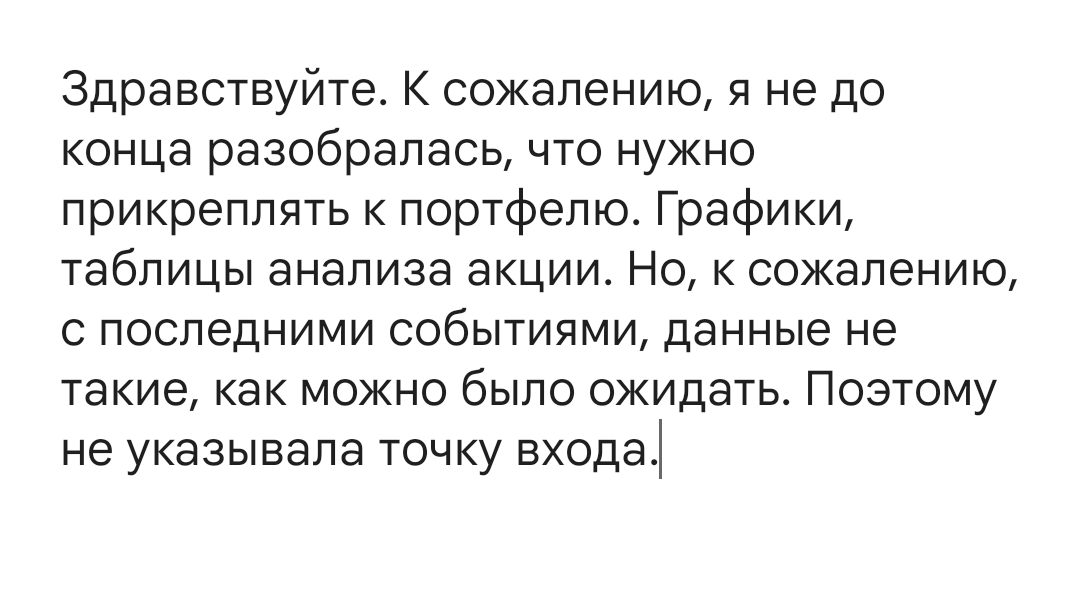 Здравствуйте. К сожалению, я не до
конца разобралась, что нужно
прикреплять к портфелю. Графики,
таблицы анализа акции. Но, к сожалению,
с последними событиями, данные не
такие, как можно было ожидать. Поэтому
не указывала точку входа.